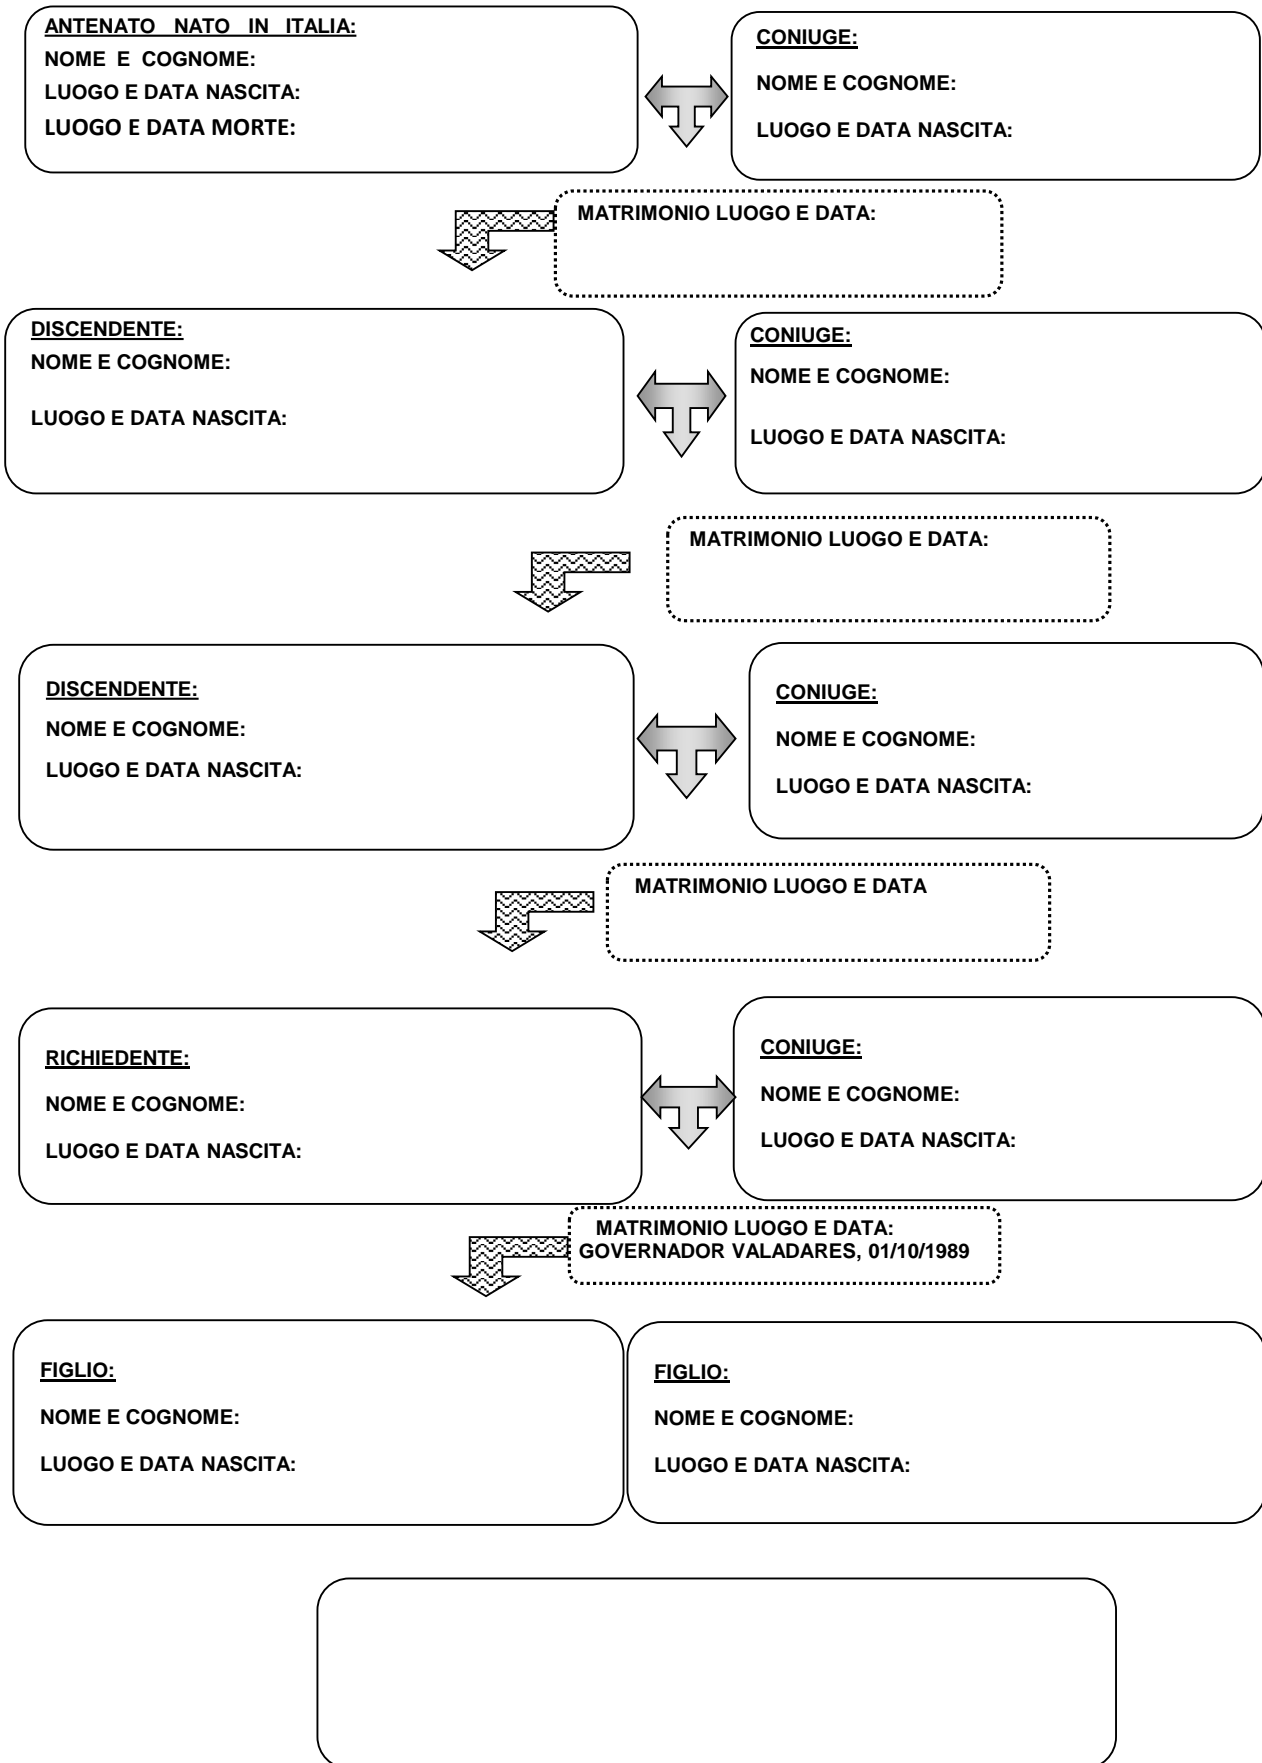 ANTENATO NATO IN ITALIA:
NOME E COGNOME:
LUOGO E DATA NASCITA:
LUOGO E DATA MORTE:
CONIUGE:
NOME E COGNOME:
LUOGO E DATA NASCITA:
MATRIMONIO LUOGO E DATA:
DISCENDENTE:
NOME E COGNOME:
LUOGO E DATA NASCITA:
CONIUGE:
NOME E COGNOME:
LUOGO E DATA NASCITA:
MATRIMONIO LUOGO E DATA:
DISCENDENTE:
NOME E COGNOME:
LUOGO E DATA NASCITA:
CONIUGE:
NOME E COGNOME:
LUOGO E DATA NASCITA:
MATRIMONIO LUOGO E DATA
RICHIEDENTE:
NOME E COGNOME:
LUOGO E DATA NASCITA:
CONIUGE:
NOME E COGNOME:
LUOGO E DATA NASCITA:
MATRIMONIO LUOGO E DATA:
GOVERNADOR VALADARES, 01/10/1989
FIGLIO:
NOME E COGNOME:
LUOGO E DATA NASCITA:
FIGLIO:
NOME E COGNOME:
LUOGO E DATA NASCITA: